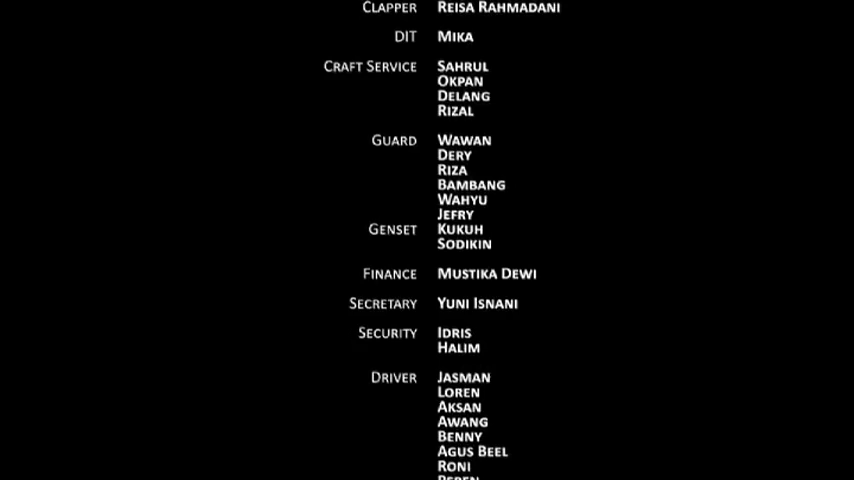 Clapper Reisa Rahmadani
DIT Mika
Craft Service Sahrul
Okpan
Delang
Rizal
Guard Wawan
Dery
Riza
Bambang
Wahyu
Jefry
Genset Kukuh
Sodikin
Finance Mustika Dewi
Secretary Yuni Isnani
Security Idris
Halim
Driver Jasman
Loren
Aksan
Awang
Benny
Agus Beel
Roni